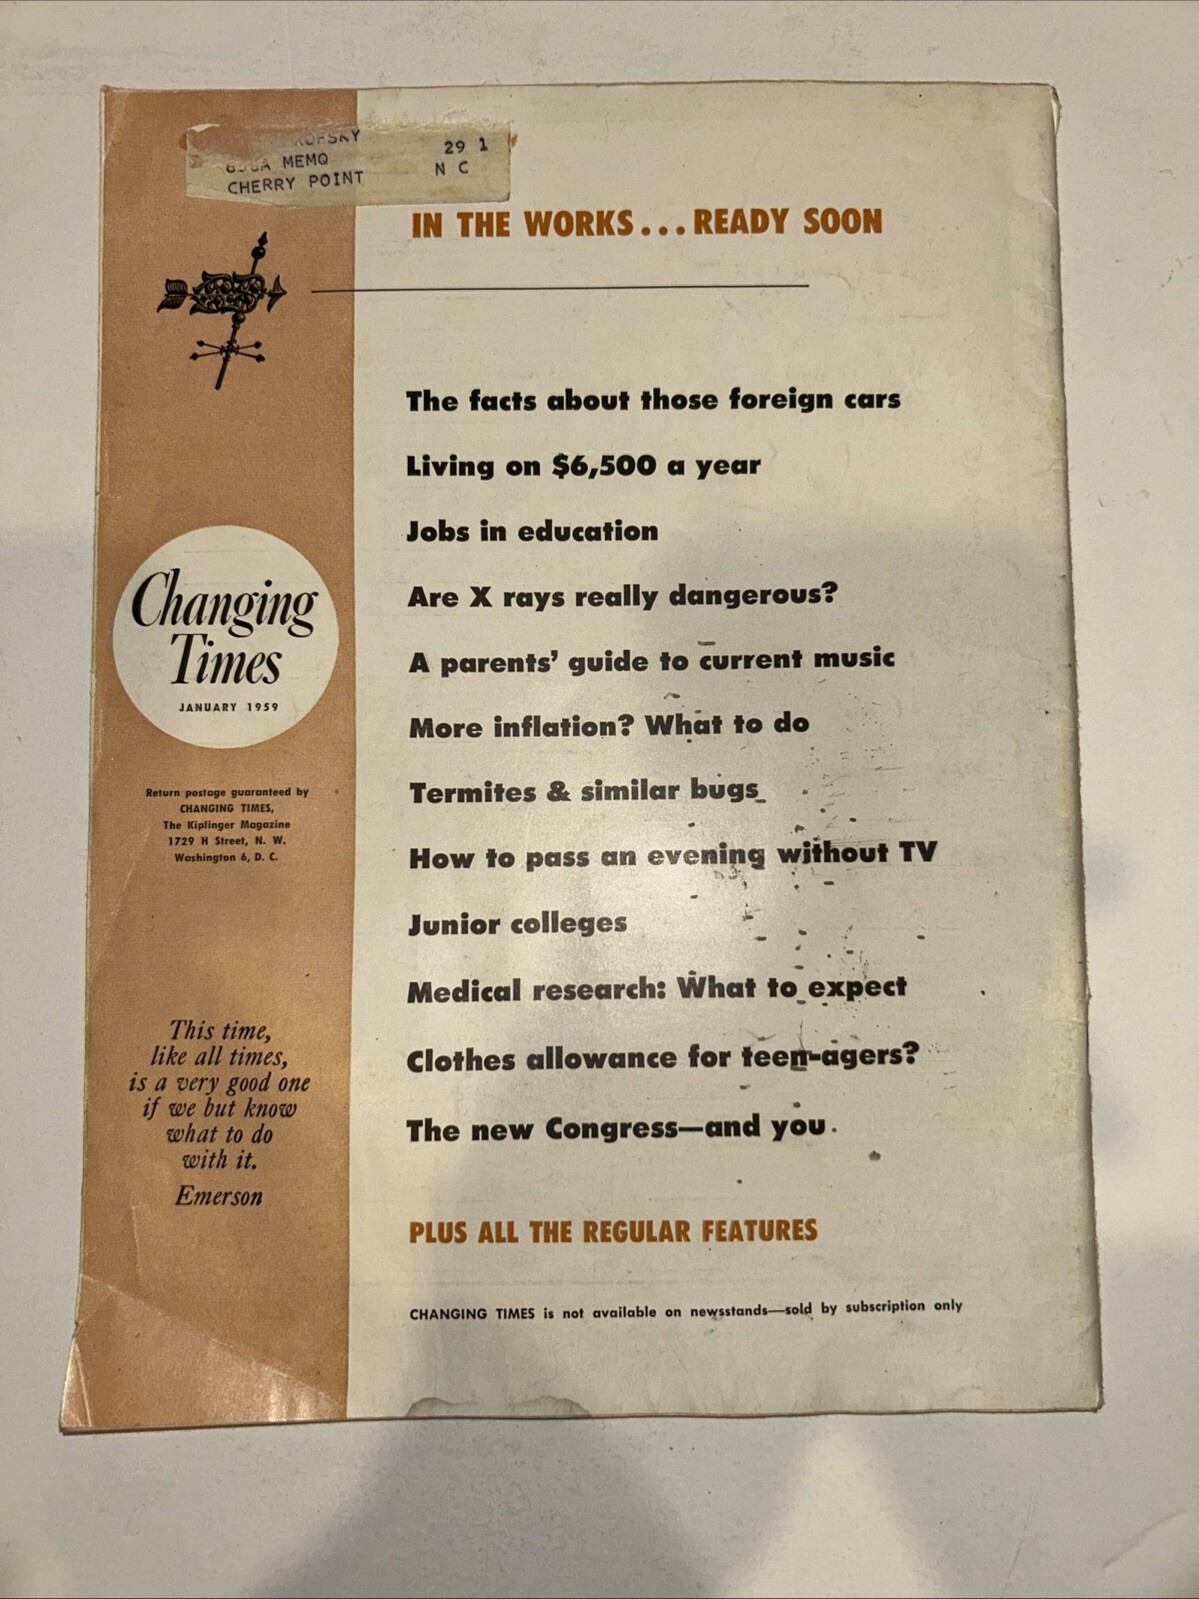 29 1
MEMQ
CHERRY POINT N C
IN THE WORKS...READY SOON
The facts about those foreign cars
Living on $6,500 a year
Jobs in education
Are X rays really dangerous?
A parents' guide to current music
More inflation? What to do
Termites & similar bugs
How to pass an evening without TV
Junior colleges
Medical research: What to expect
Clothes allowance for teen-agers?
The new Congress—and you
PLUS ALL THE REGULAR FEATURES
CHANGING TIMES is not available on newsstands—sold by subscription only
Changing
Times
JANUARY 1959
Return postage guaranteed by
CHANGING TIMES,
The Kiplinger Magazine
1729 H Street, N. W.
Washington 6, D. C.
This time,
like all times,
is a very good one
if we but know
what to do
with it.
Emerson